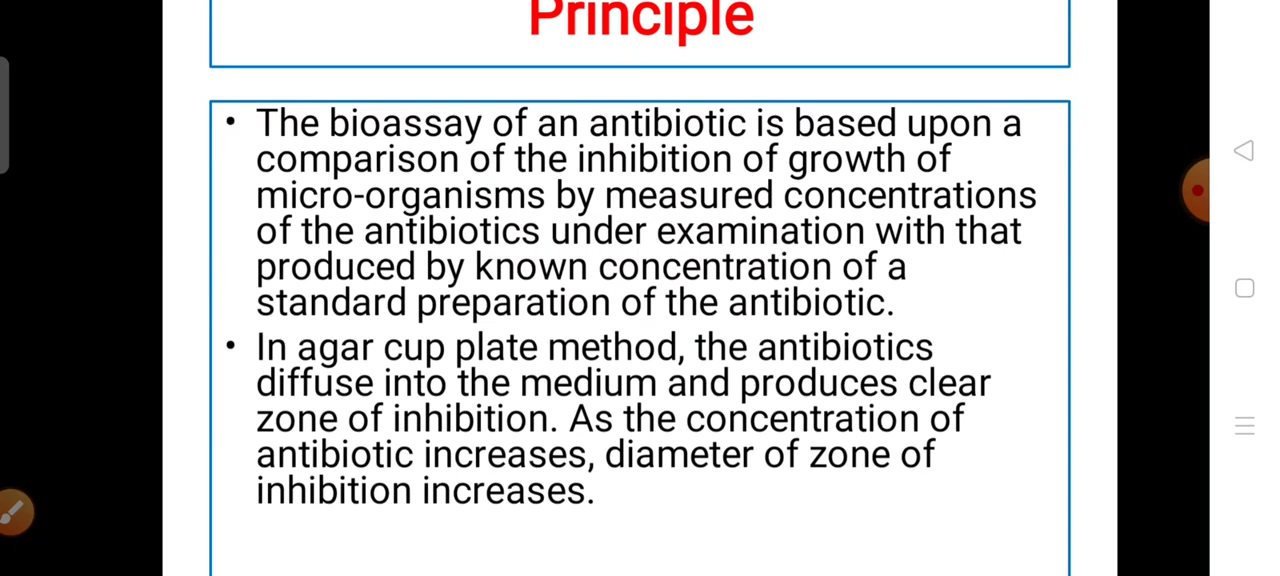 Principle
• The bioassay of an antibiotic is based upon a
comparison of the inhibition of growth of
micro-organisms by measured concentrations
of the antibiotics under examination with that
produced by known concentration of a
standard preparation of the antibiotic.
• In agar cup plate method, the antibiotics
diffuse into the medium and produces clear
zone of inhibition. As the concentration of
antibiotic increases, diameter of zone of
inhibition increases.